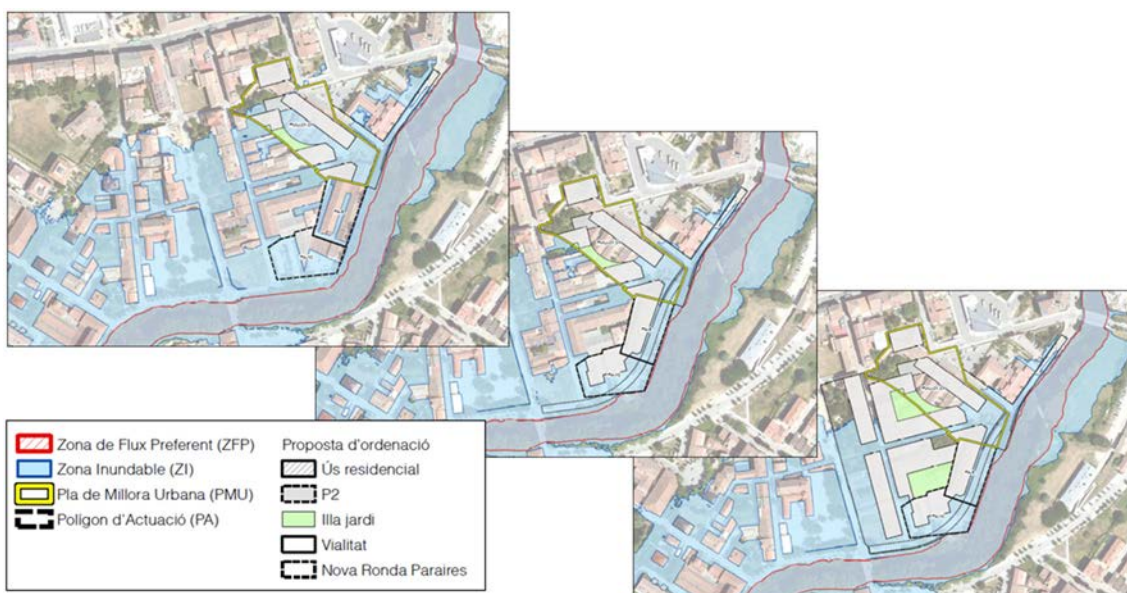 Zona de Flux Preferent (ZFP)
Zona Inundable (ZI)
Pla de Millora Urbana (PMU)
Polígon d'Actuació (PA)
Proposta d'ordenació
Ús residencial
P2
Illa jardí
Vialitat
Nova Ronda Paraires